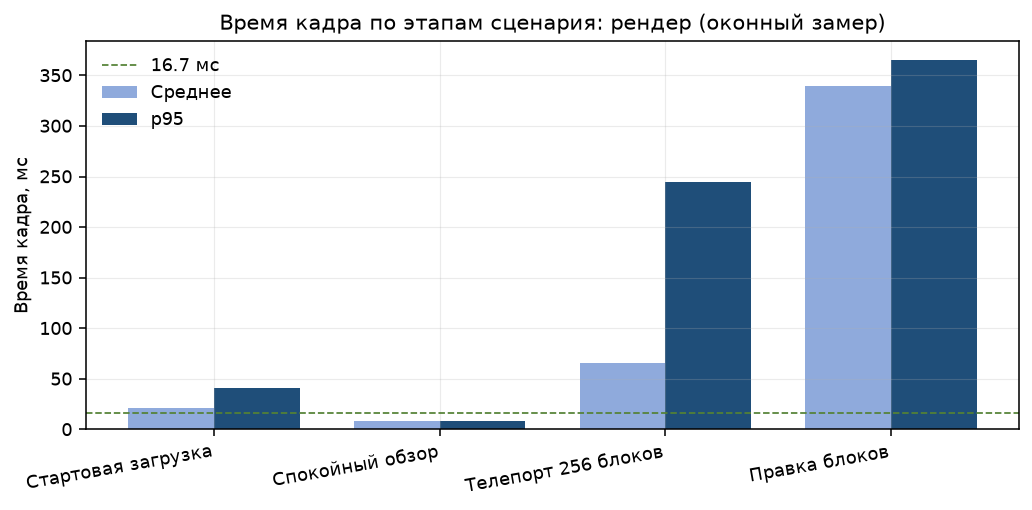 Время кадра по этапам сценария: рендер (оконный замер)
16.7 мс
Среднее
p95
Время кадра, мс
350
300
250
200
150
100
50
0
Стартовая загрузка
Спокойный обзор
Телепорт 256 блоков
Правка блоков